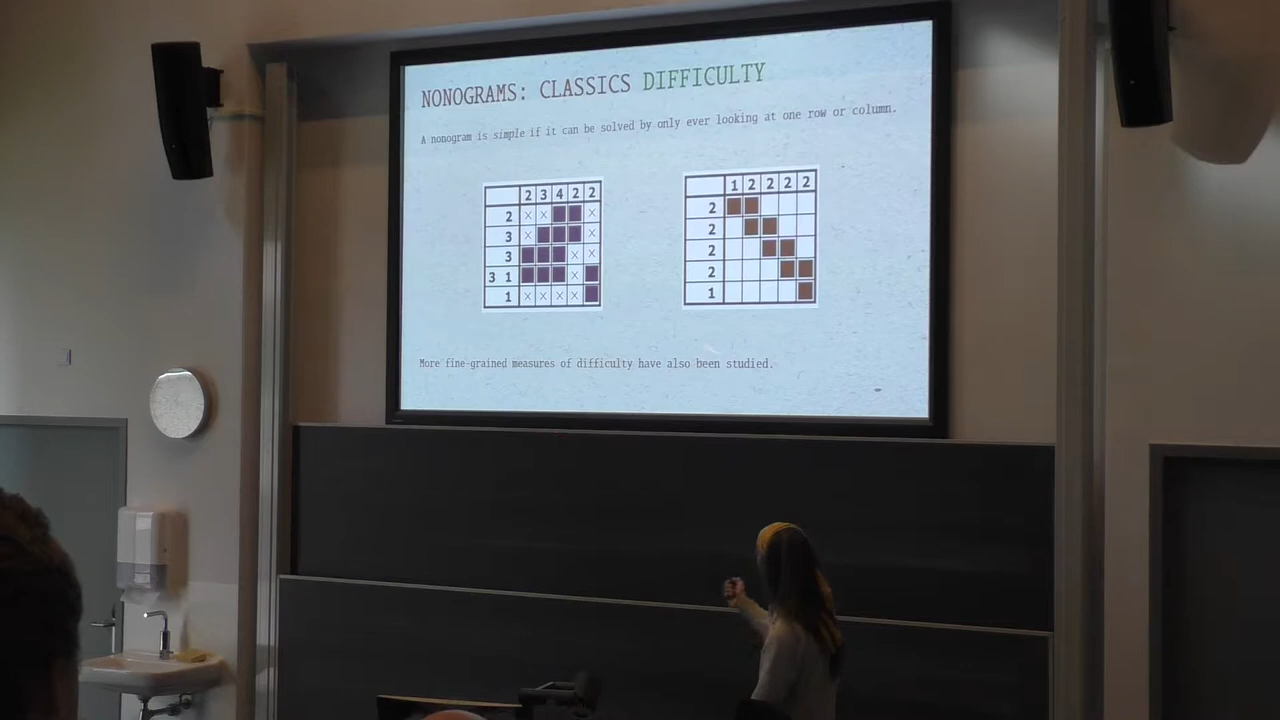 NONOGRAMS: CLASSICS DIFFICULTY
A nonogram is simple if it can be solved by only ever looking at one row or column.
2 3 4 2 2
2 x x x
3 x x
3 x x
3 1 x
1 x x x x
1 2 2 2 2
2
2
2
2
1
More fine-grained measures of difficulty have also been studied.